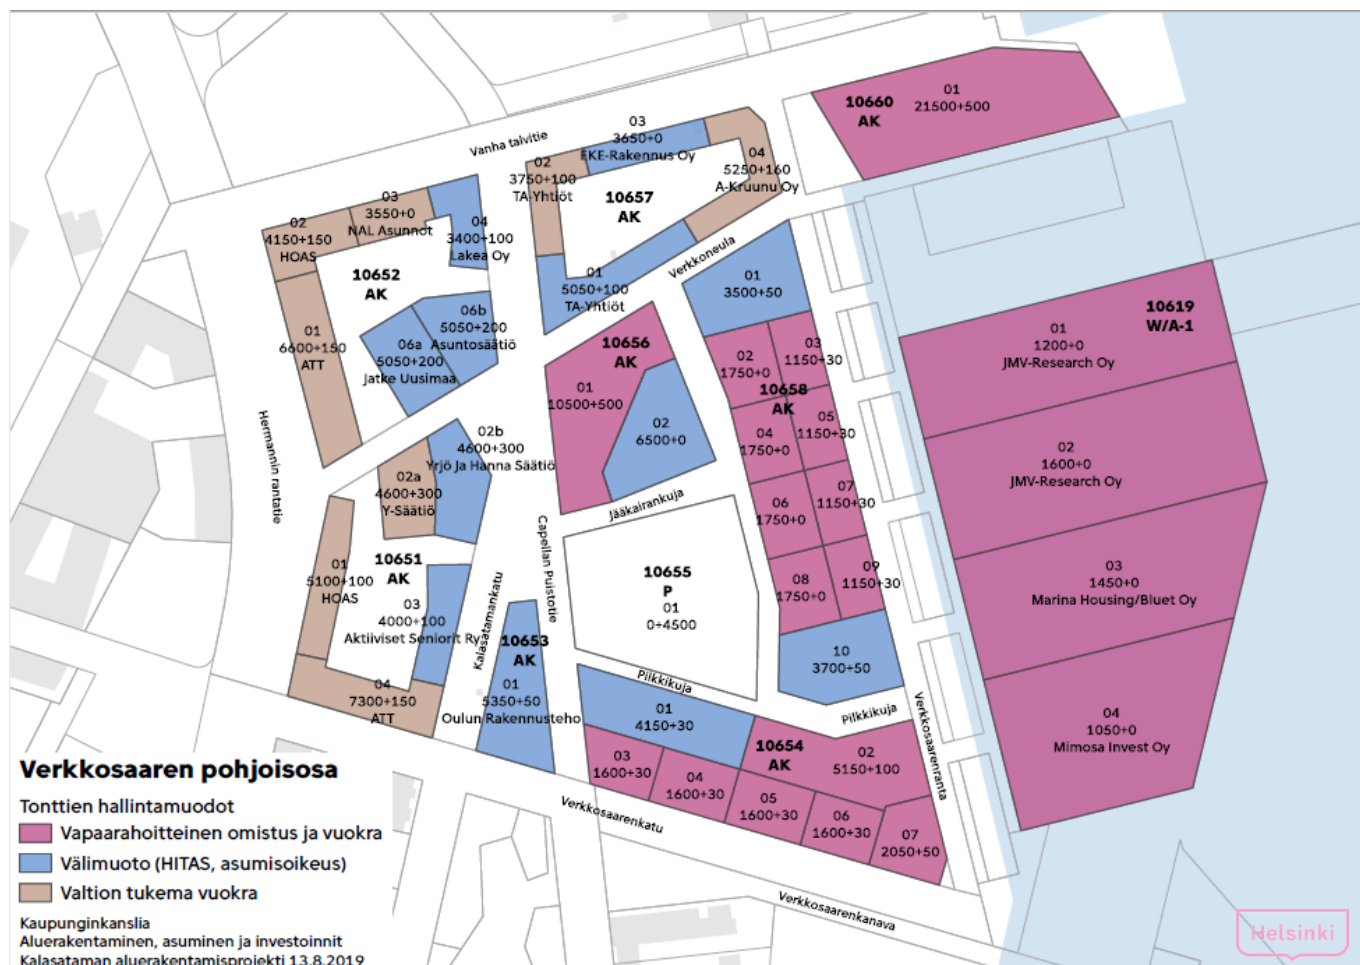 10660
AK
01
21500+500
Vanha talvitie
03
3650+0
EKE-Rakennus Oy
02
3750+100
TA-Yhtiöt
04
5250+160
A-Kruunu Oy
10657
AK
01
5050+100
TA-Yhtiöt
Verkkoneula
03
3550+0
NAL Asunnot
02
4150+150
HOAS
04
3400+100
Lakea Oy
10652
AK
01
6600+150
ATT
06b
5050+200
Asuntosäätiö
06a
5050+200
Jatke Uusimaa
01
3500+50
10656
AK
01
10500+500
02
6500+0
02
1750+0
03
1150+30
10658
AK
04
1750+0
05
1150+30
06
1750+0
07
1150+30
08
1750+0
09
1150+30
10
3700+50
10619
W/A-1
01
1200+0
JMV-Research Oy
02
1600+0
JMV-Research Oy
03
1450+0
Marina Housing/Bluet Oy
04
1050+0
Mimosa Invest Oy
Hermannin rantatie
02b
4600+300
Yrjö Ja Hanna Säätiö
02a
4600+300
Y-Säätiö
Jääkairankuja
Capellan Puistotie
10651
AK
01
5100+100
HOAS
03
4000+100
Aktiiviset Seniorit Ry
04
7300+150
ATT
Kalasatamankatu
10655
P
01
0+4500
10653
AK
01
5350+50
Oulun Rakennusteho
Pilkkikuja
Pilkkikuja
Verkkosaarenranta
01
4150+30
10654
AK
02
5150+100
03
1600+30
04
1600+30
05
1600+30
06
1600+30
07
2050+50
Verkkosaarenkatu
Verkkosaarenkanava
Verkkosaaren pohjoisosa
Tonttien hallintamuodot
Vapaarahoitteinen omistus ja vuokra
Välimuoto (HITAS, asumisoikeus)
Valtion tukema vuokra
Kaupunginkanslia
Aluerakentaminen, asuminen ja investoinnit
Kalasataman aluerakentamisprojekti 13.8.2019
Helsinki